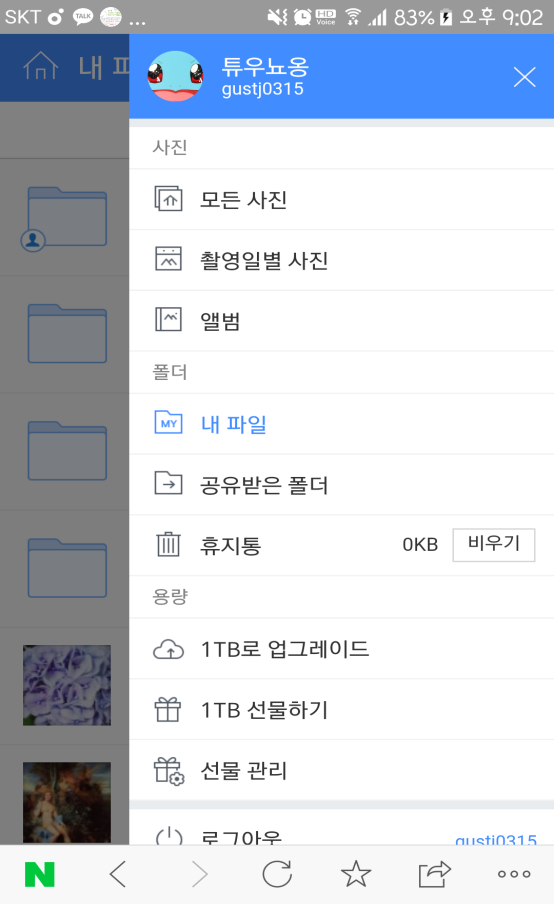 SKT TALK ... HD Voice 83% 오후 9:02
내 ㅍ
튜우뇨옹
gustj0315
사진
모든 사진
촬영일별 사진
앨범
폴더
MY 내 파일
공유받은 폴더
휴지통 0KB 비우기
용량
1TB로 업그레이드
1TB 선물하기
선물 관리
로그아웃 gustj0315
N